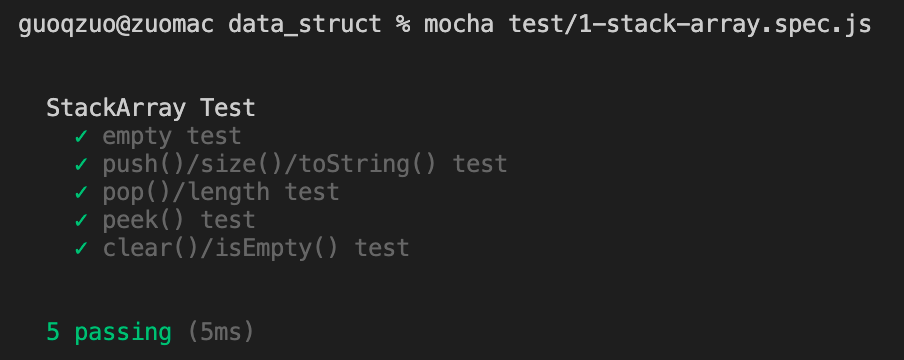 guoqzuo@zuomac data_struct % mocha test/1-stack-array.spec.js
StackArray Test
✓ empty test
✓ push()/size()/toString() test
✓ pop()/length test
✓ peek() test
✓ clear()/isEmpty() test
5 passing (5ms)